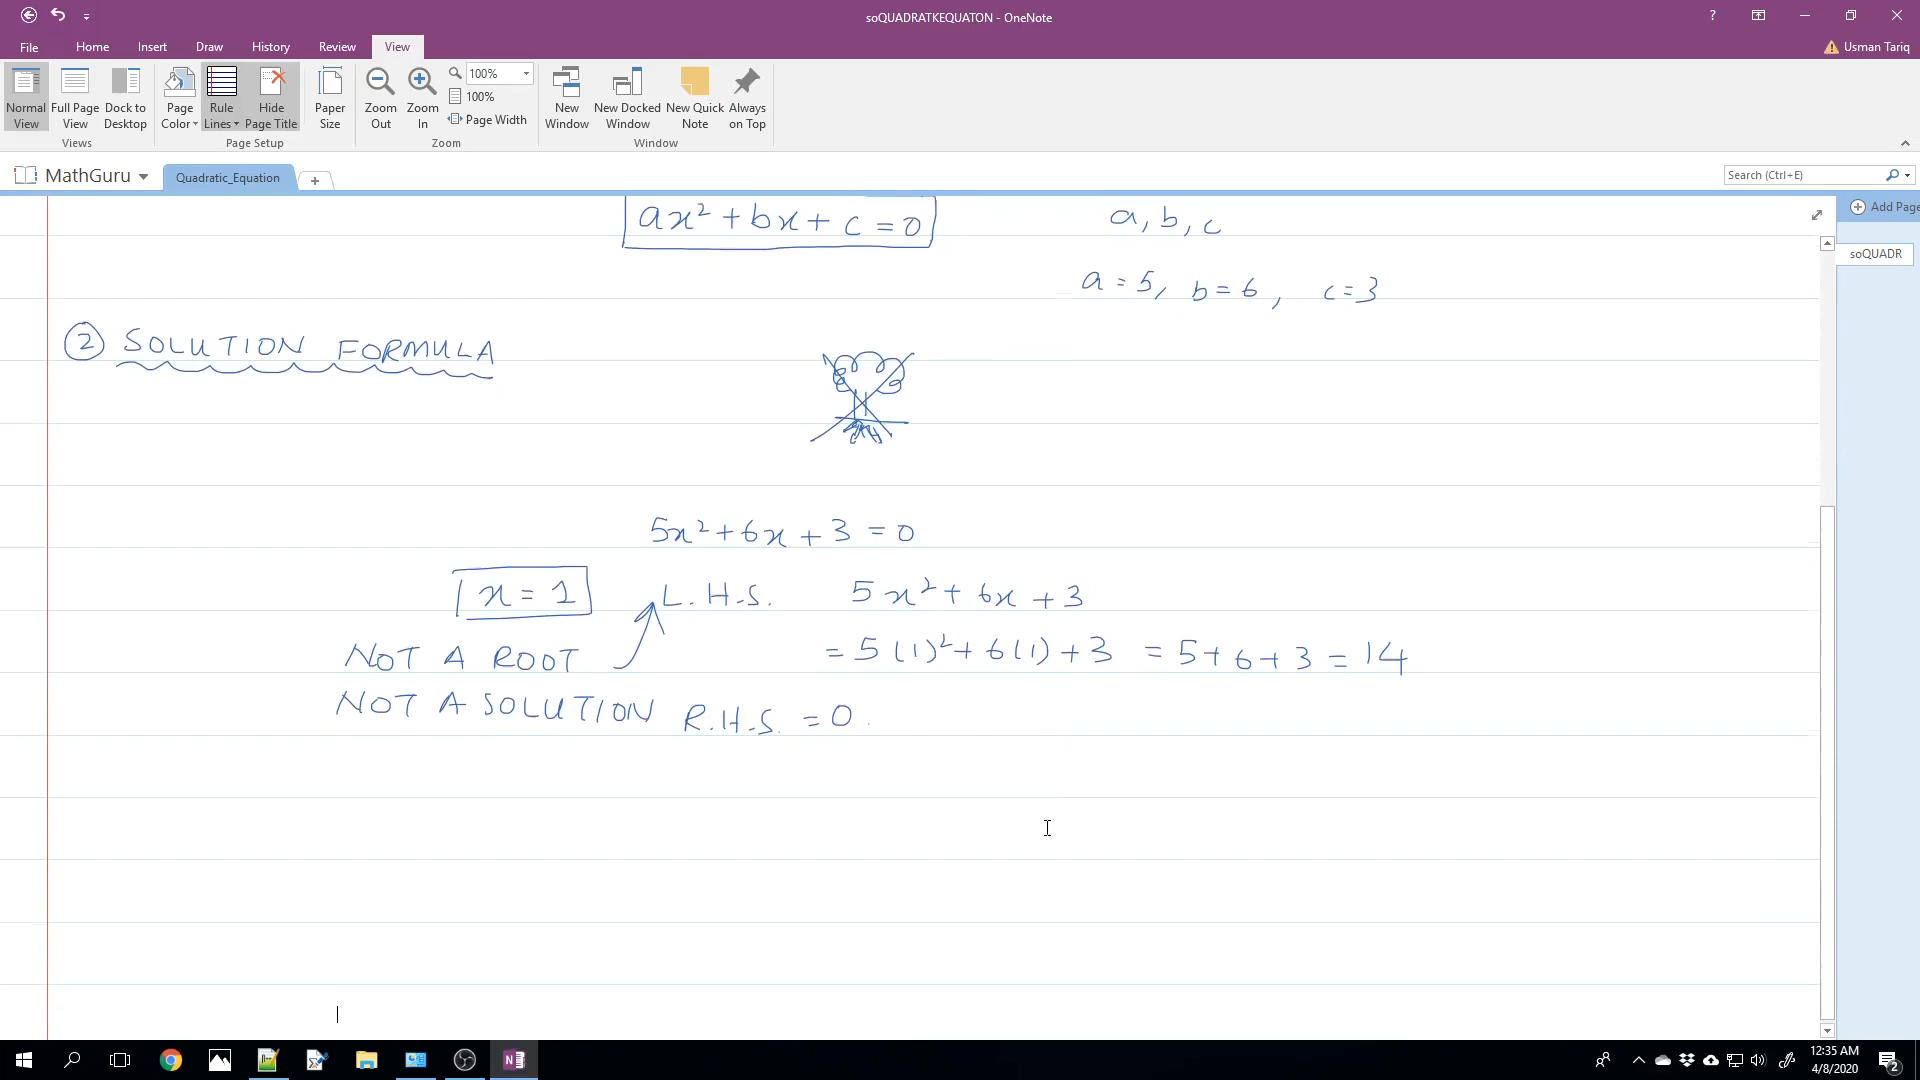 soQUADRATKEQUATON - OneNote
?
File Home Insert Draw History Review View
Usman Tariq
Normal View
Full Page View
Dock to Desktop
Page Color
Rule Lines
Hide Page Title
Paper Size
Zoom Out
Zoom In
100%
100%
Page Width
New Window
New Docked Window
New Quick Note
Always on Top
Views
Page Setup
Zoom
Window
MathGuru
Quadratic_Equation
+
Search (Ctrl+E)
Add Page
soQUADR
ax² + bx + c = 0
a, b, c
a = 5, b = 6, c = 3
② SOLUTION FORMULA
5x² + 6x + 3 = 0
x = 1
L.H.S. 5x² + 6x + 3
NOT A ROOT
= 5(1)² + 6(1) + 3 = 5 + 6 + 3 = 14
NOT A SOLUTION R.H.S. = 0
12:35 AM
4/8/2020
2